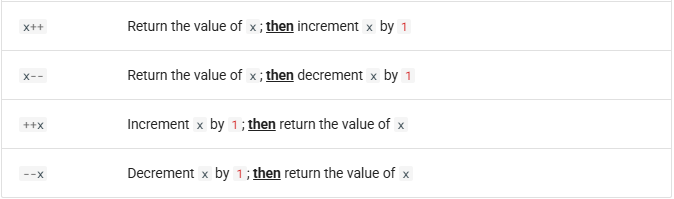 x++ Return the value of x; then increment x by 1
x-- Return the value of x; then decrement x by 1
++x Increment x by 1; then return the value of x
--x Decrement x by 1; then return the value of x